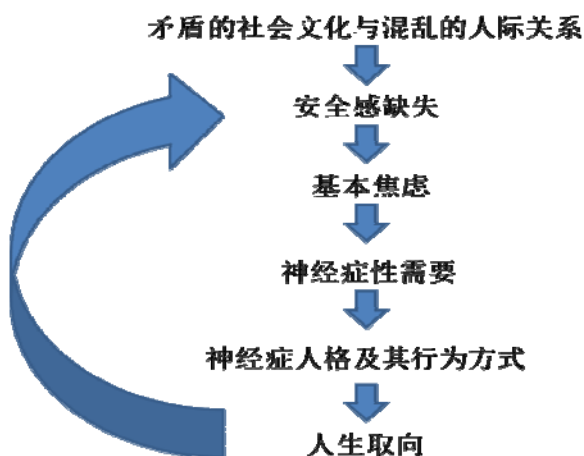 矛盾的社会文化与混乱的人际关系
安全感缺失
基本焦虑
神经症性需要
神经症人格及其行为方式
人生取向